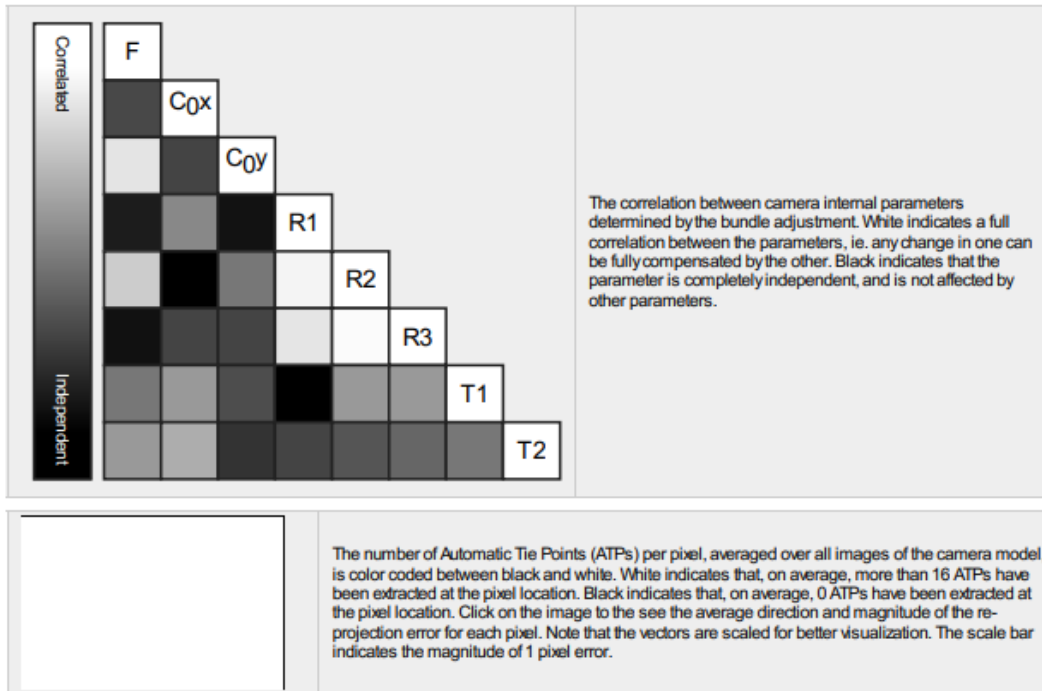 Correlated
Independent
F
C0x
C0y
R1
R2
R3
T1
T2
The correlation between camera internal parameters
determined by the bundle adjustment. White indicates a full
correlation between the parameters, ie. any change in one can
be fully compensated by the other. Black indicates that the
parameter is completely independent, and is not affected by
other parameters.
The number of Automatic Tie Points (ATPs) per pixel, averaged over all images of the camera model
is color coded between black and white. White indicates that, on average, more than 16 ATPs have
been extracted at the pixel location. Black indicates that, on average, 0 ATPs have been extracted at
the pixel location. Click on the image to the see the average direction and magnitude of the re-
projection error for each pixel. Note that the vectors are scaled for better visualization. The scale bar
indicates the magnitude of 1 pixel error.